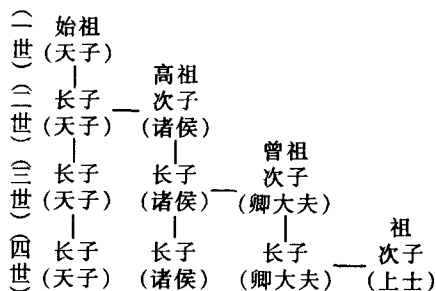 (一世)(二世)(三世)(四世)
始祖
(天子)
高祖
长子 次子
(天子) (诸侯)
曾祖
长子 长子 次子
(天子) (诸侯) (卿大夫)
祖
长子 长子 长子 次子
(天子) (诸侯) (卿大夫) (上士)